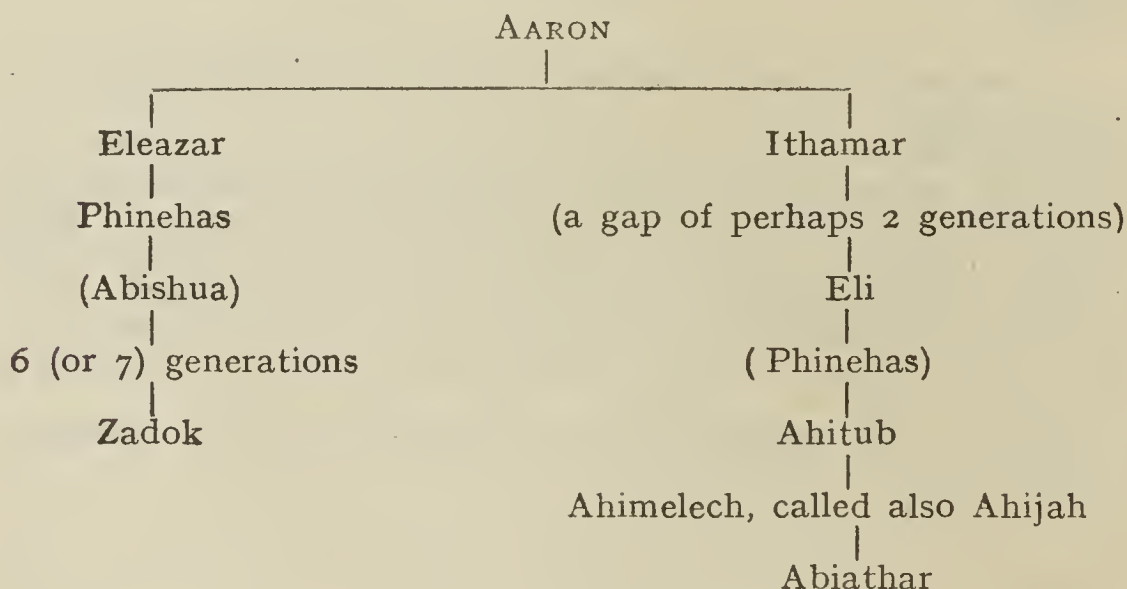 AARON
Eleazar
Phinehas
(Abishua)
6 (or 7) generations
Zadok
Ithamar
(a gap of perhaps 2 generations)
Eli
( Phinehas)
Ahitub
Ahimelech, called also Ahijah
Abiathar